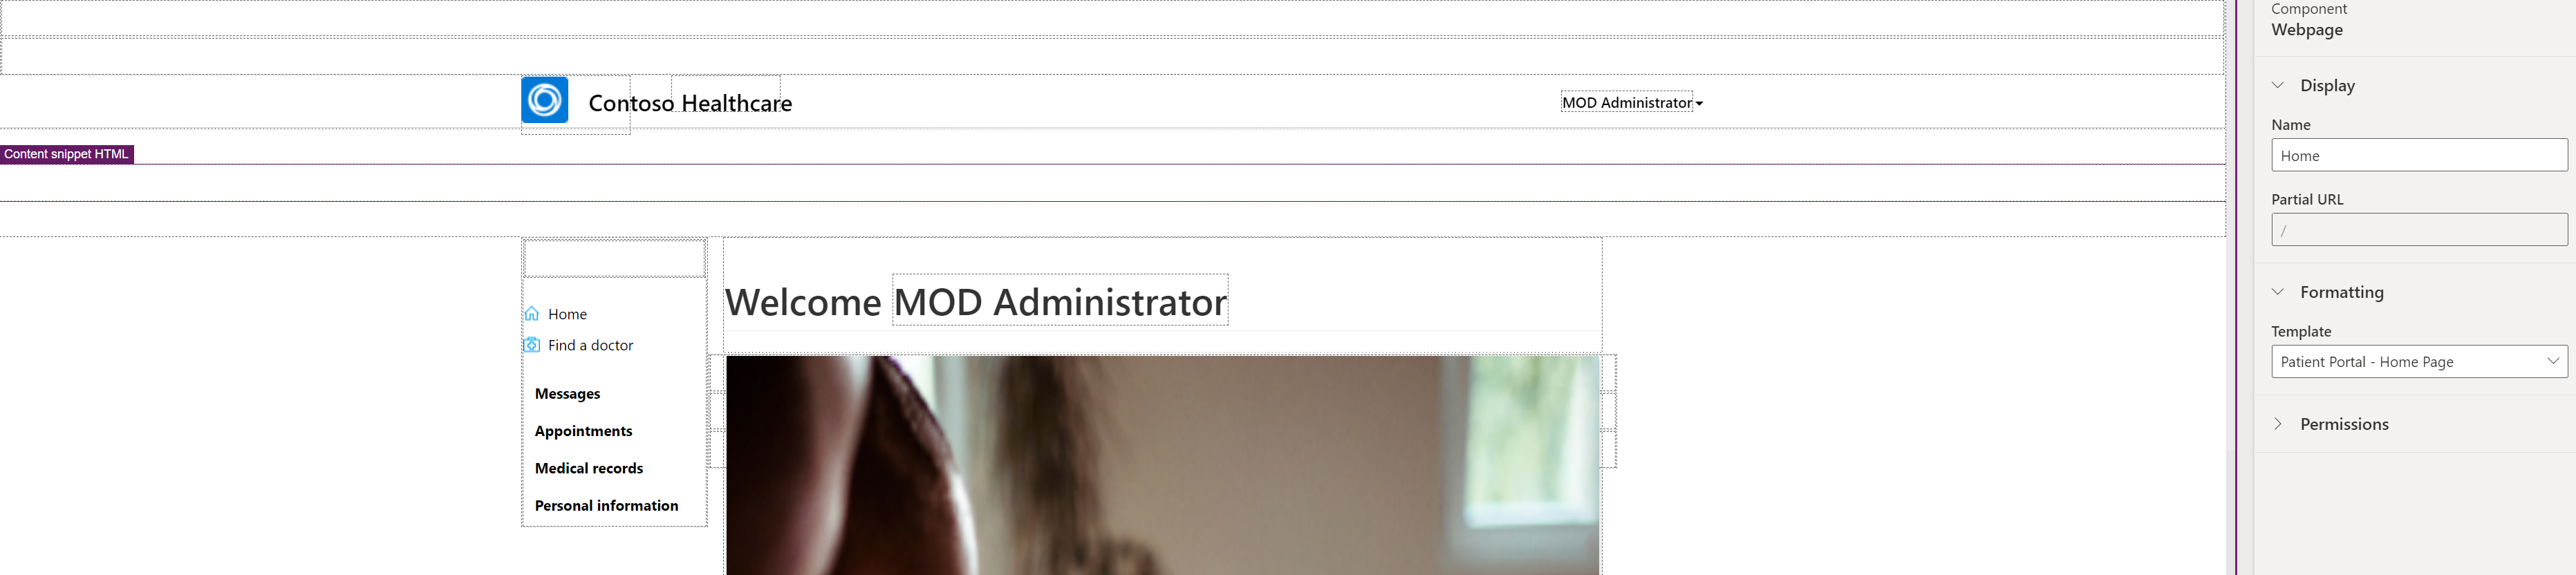 Component
Webpage
Display
Contoso Healthcare
MOD Administrator
Name
Content snippet HTML
Home
Partial URL
/
Welcome MOD Administrator
Formatting
Home
Template
Find a doctor
Patient Portal - Home Page
Messages
Permissions
Appointments
Medical records
Personal information